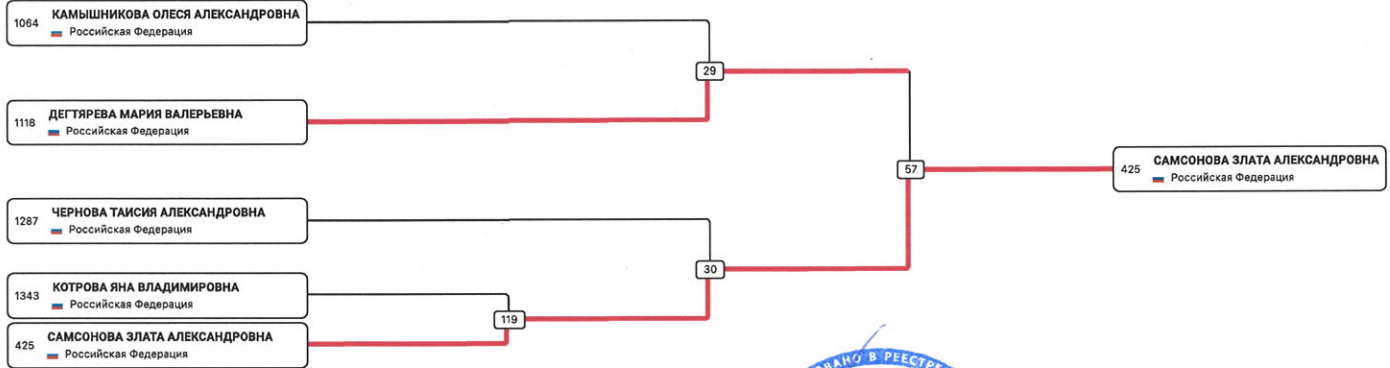 1064 КАМЫШНИКОВА ОЛЕСЯ АЛЕКСАНДРОВНА
Российская Федерация
29
1118 ДЕГТЯРЕВА МАРИЯ ВАЛЕРЬЕВНА
Российская Федерация
57
425 САМСОНОВА ЗЛАТА АЛЕКСАНДРОВНА
Российская Федерация
1287 ЧЕРНОВА ТАИСИЯ АЛЕКСАНДРОВНА
Российская Федерация
30
1343 КОТРОВА ЯНА ВЛАДИМИРОВНА
Российская Федерация
119
425 САМСОНОВА ЗЛАТА АЛЕКСАНДРОВНА
Российская Федерация
В РЕЕСТРЕ